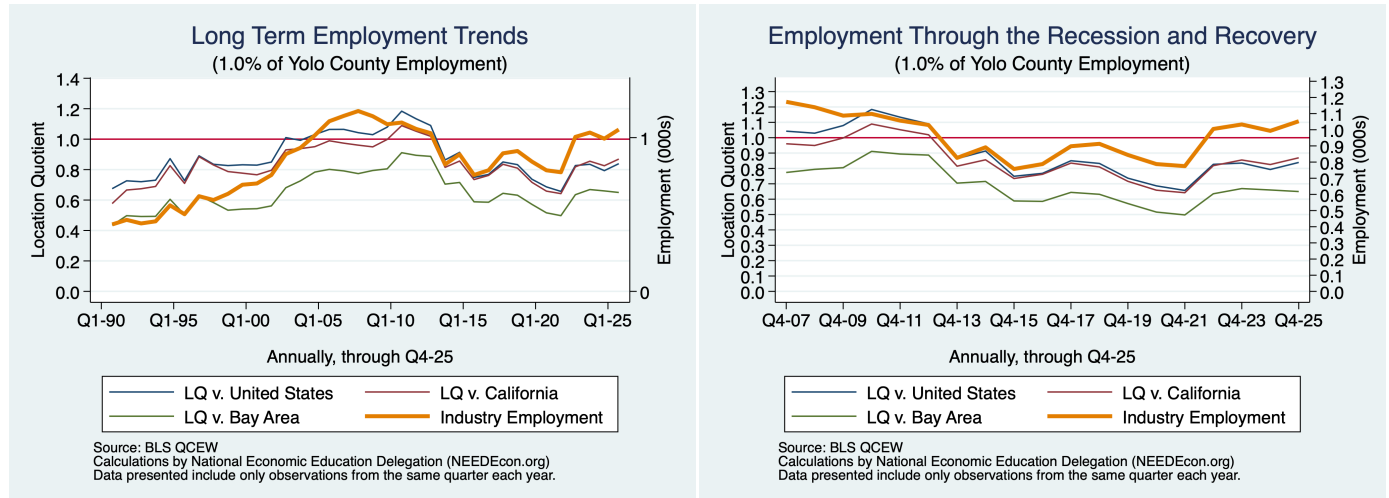 Long Term Employment Trends
(1.0% of Yolo County Employment)
1.4
1.2
1.0
0.8
0.6
0.4
0.2
0.0
Location Quotient
1
0
Employment (000s)
Q1-90 Q1-95 Q1-00 Q1-05 Q1-10 Q1-15 Q1-20 Q1-25
Annually, through Q4-25
LQ v. United States LQ v. California
LQ v. Bay Area Industry Employment
Source: BLS QCEW
Calculations by National Economic Education Delegation (NEEDEcon.org)
Data presented include only observations from the same quarter each year.
Employment Through the Recession and Recovery
(1.0% of Yolo County Employment)
1.3
1.2
1.1
1.0
0.9
0.8
0.7
0.6
0.5
0.4
0.3
0.2
0.1
0.0
Location Quotient
1.3
1.2
1.1
1.0
0.9
0.8
0.7
0.6
0.5
0.4
0.3
0.2
0.1
0.0
Employment (000s)
Q4-07 Q4-09 Q4-11 Q4-13 Q4-15 Q4-17 Q4-19 Q4-21 Q4-23 Q4-25
Annually, through Q4-25
LQ v. United States LQ v. California
LQ v. Bay Area Industry Employment
Source: BLS QCEW
Calculations by National Economic Education Delegation (NEEDEcon.org)
Data presented include only observations from the same quarter each year.